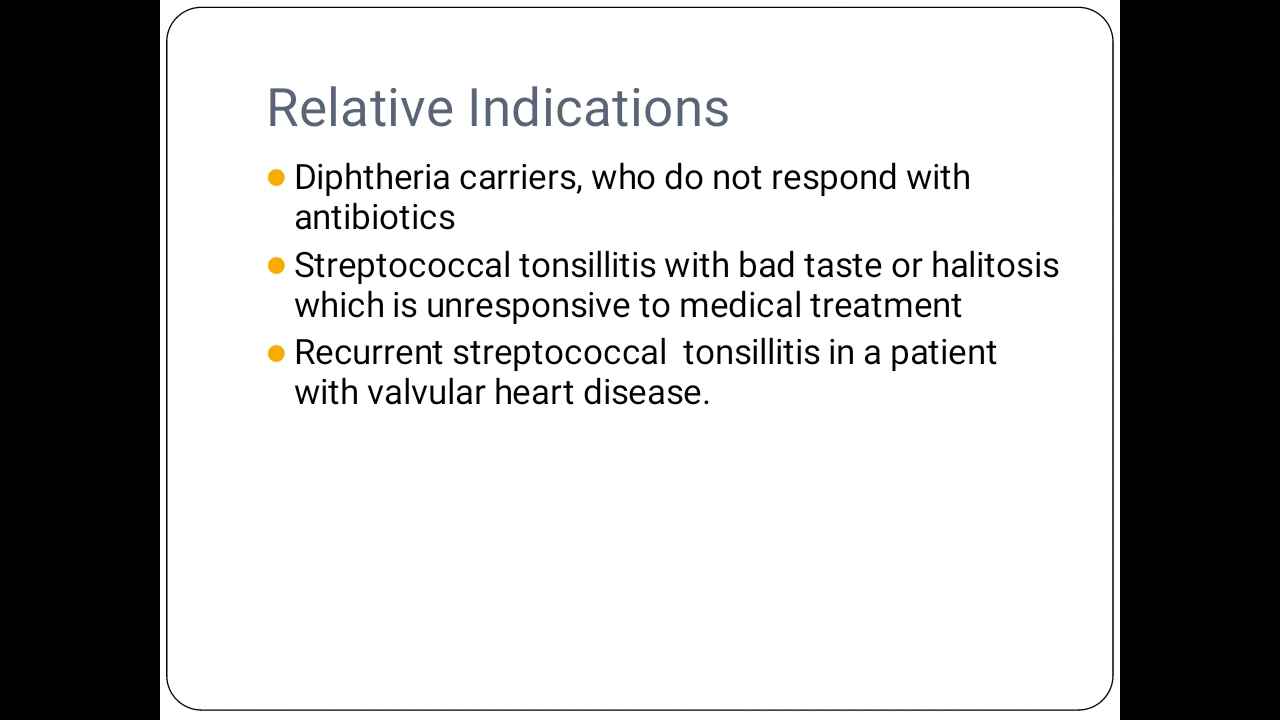 Relative Indications
Diphtheria carriers, who do not respond with
antibiotics
Streptococcal tonsillitis with bad taste or halitosis
which is unresponsive to medical treatment
Recurrent streptococcal  tonsillitis in a patient
with valvular heart disease.